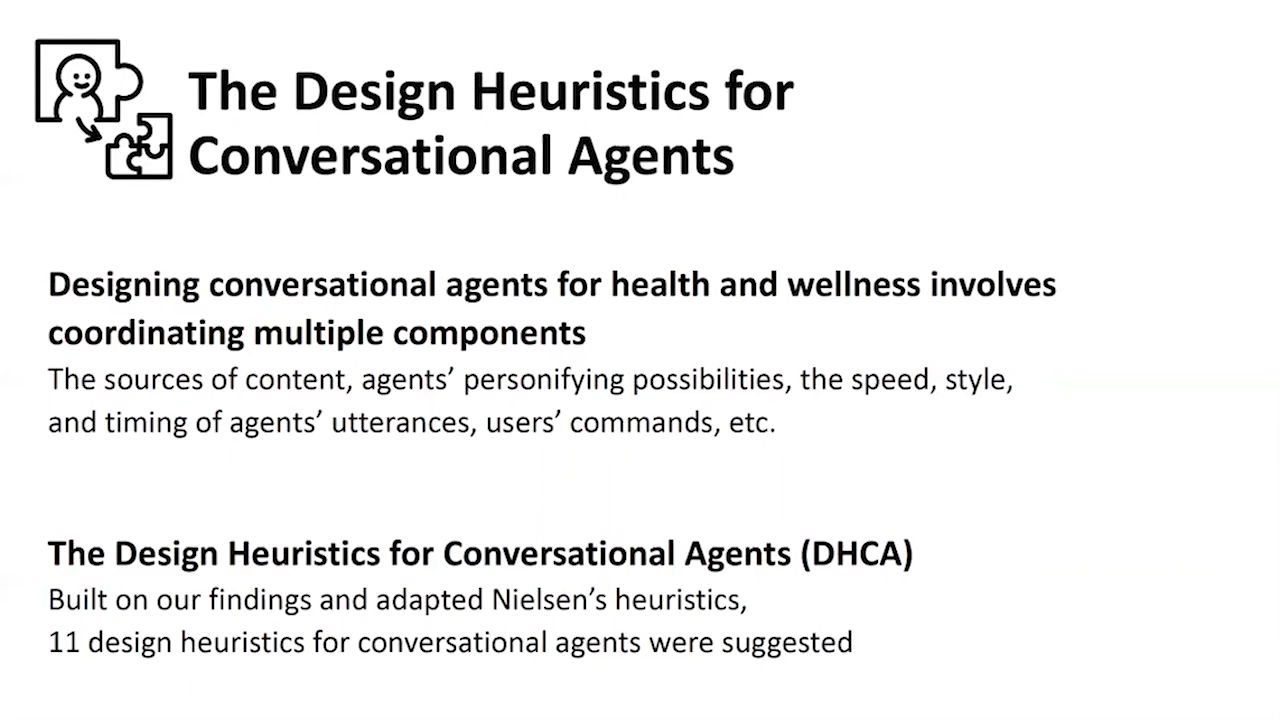 The Design Heuristics for
Conversational Agents
Designing conversational agents for health and wellness involves
coordinating multiple components
The sources of content, agents’ personifying possibilities, the speed, style,
and timing of agents’ utterances, users’ commands, etc.
The Design Heuristics for Conversational Agents (DHCA)
Built on our findings and adapted Nielsen’s heuristics,
11 design heuristics for conversational agents were suggested